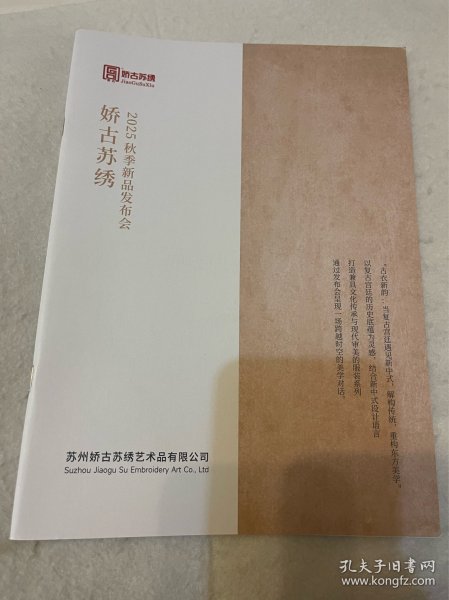 娇古苏绣
JiaoGuSuXiu
娇古苏绣
2025 秋季新品发布会
“古衣新韵:当复古宫廷遇见新中式,解构传统,重构东方美学。
以复古宫廷的历史底蕴为灵感,结合新中式设计语言
打造兼具文化传承与现代审美的服装系列
通过发布会呈现一场跨越时空的美学对话。
苏州娇古苏绣艺术品有限公司
Suzhou Jiaogu Su Embroidery Art Co., Ltd
孔夫子旧书网
www.kongfz.com